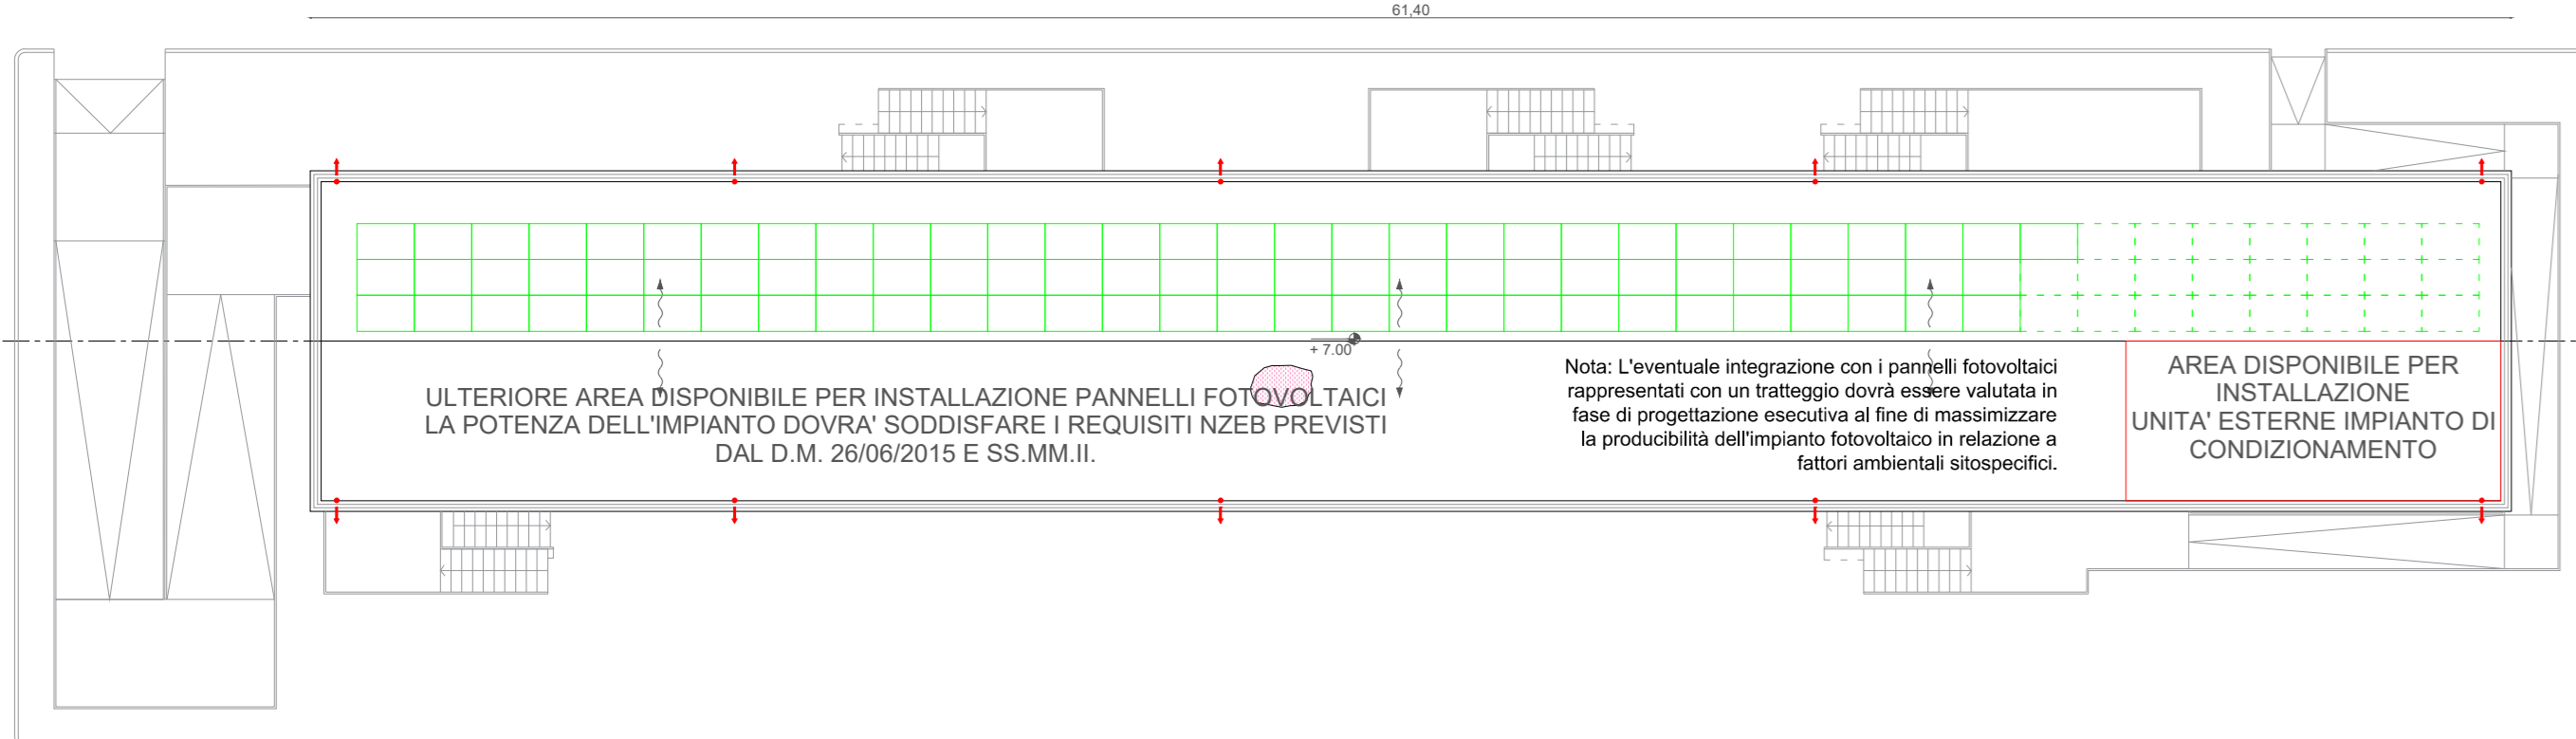 61,40
+ 7.00
ULTERIORE AREA DISPONIBILE PER INSTALLAZIONE PANNELLI FOTOVOLTAICI
LA POTENZA DELL'IMPIANTO DOVRA' SODDISFARE I REQUISITI NZEB PREVISTI
DAL D.M. 26/06/2015 E SS.MM.II.
Nota: L'eventuale integrazione con i pannelli fotovoltaici
rappresentati con un tratteggio dovrà essere valutata in
fase di progettazione esecutiva al fine di massimizzare
la producibilità dell'impianto fotovoltaico in relazione a
fattori ambientali sitospecifici.
AREA DISPONIBILE PER
INSTALLAZIONE
UNITA' ESTERNE IMPIANTO DI
CONDIZIONAMENTO